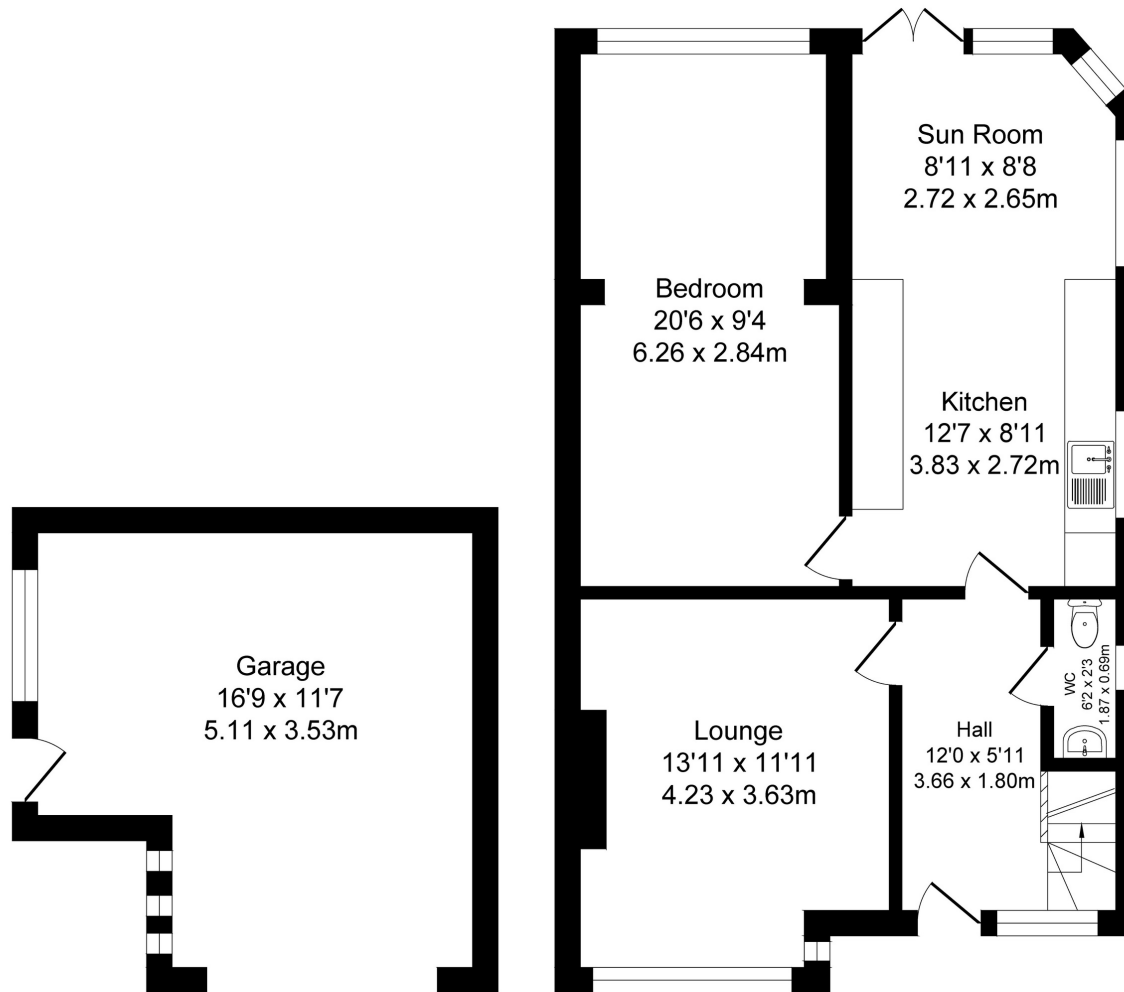 Sun Room
8'11 x 8'8
2.72 x 2.65m
Bedroom
20'6 x 9'4
6.26 x 2.84m
Kitchen
12'7 x 8'11
3.83 x 2.72m
Garage
16'9 x 11'7
5.11 x 3.53m
Lounge
13'11 x 11'11
4.23 x 3.63m
Hall
12'0 x 5'11
3.66 x 1.80m
WC
6'2 x 2'3
1.87 x 0.69m